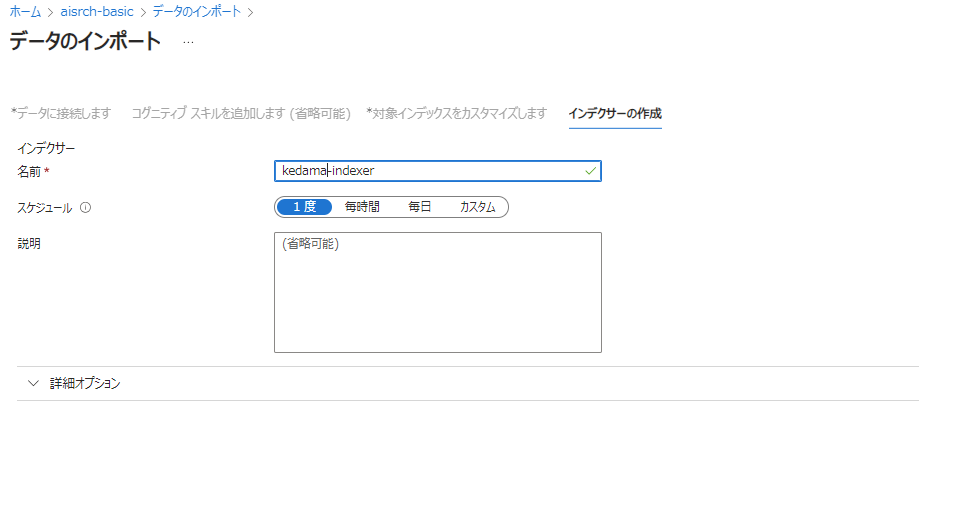 ホーム > aisrch-basic > データのインポート >
データのインポート ...
*データに接続します コグニティブ スキルを追加します (省略可能) *対象インデックスをカスタマイズします インデクサーの作成
インデクサー
名前 * kedama-indexer
スケジュール 1 度 毎時間 毎日 カスタム
説明 (省略可能)
詳細オプション